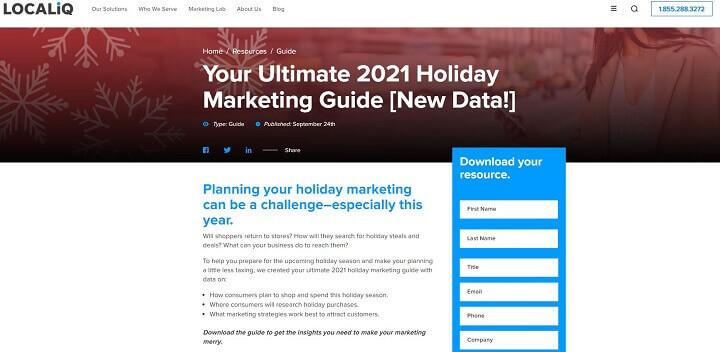 LOCALiQ
Our Solutions Who We Serve Marketing Lab About Us Blog
1.855.288.3272
Home / Resources / Guide
Your Ultimate 2021 Holiday
Marketing Guide [New Data!]
Type: Guide Published: September 24th
Share
Planning your holiday marketing
can be a challenge–especially this
year.
Will shoppers return to stores? How will they search for holiday steals and
deals? What can your business do to reach them?
To help you prepare for the upcoming holiday season and make your planning
a little less taxing, we created your ultimate 2021 holiday marketing guide with
data on:
• How consumers plan to shop and spend this holiday season.
• Where consumers will research holiday purchases.
• What marketing strategies work best to attract customers.
Download the guide to get the insights you need to make your marketing
merry.
Download your
resource.
First Name
Last Name
Title
Email
Phone
Company